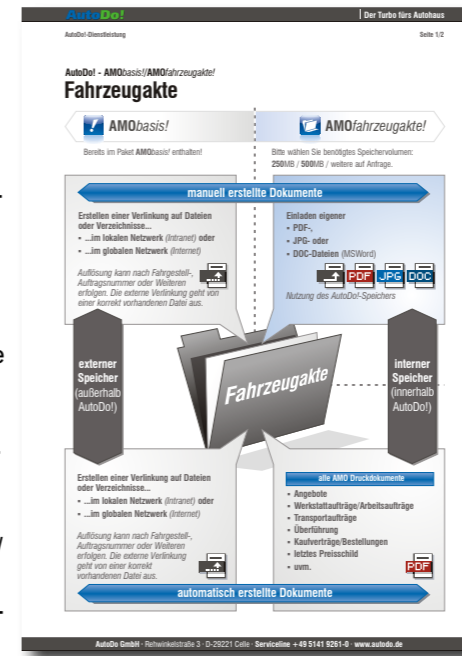 AutoDo!
Der Turbo fürs Autohaus
AutoDo!-Dienstleistung
Seite 1/2
AutoDo! - AMObasis!/AMOfahrzeugakte!
Fahrzeugakte
AMObasis!
AMOfahrzeugakte!
Bereits im Paket AMObasis! enthalten!
Bitte wählen Sie benötigtes Speichervolumen:
250MB / 500MB / weitere auf Anfrage.
manuell erstellte Dokumente
Erstellen einer Verlinkung auf Dateien
oder Verzeichnisse...
• ...im lokalen Netzwerk (Intranet) oder
• ...im globalen Netzwerk (Internet)
Auflösung kann nach Fahrgestell-,
Auftragsnummer oder Weiteren
erfolgen. Die externe Verlinkung geht von
einer korrekt vorhandenen Datei aus.
Einladen eigener
• PDF-,
• JPG- oder
• DOC-Dateien (MSWord)
PDF JPG DOC
Nutzung des AutoDo!-Speichers
externer
Speicher
(außerhalb
AutoDo!)
Fahrzeugakte
interner
Speicher
(innerhalb
AutoDo!)
Erstellen einer Verlinkung auf Dateien
oder Verzeichnisse...
• ...im lokalen Netzwerk (Intranet) oder
• ...im globalen Netzwerk (Internet)
Auflösung kann nach Fahrgestell-,
Auftragsnummer oder Weiteren
erfolgen. Die externe Verlinkung
geht von einer korrekt
vorhandenen Datei aus.
alle AMO Druckdokumente
• Angebote
• Werkstattaufträge/Arbeitsaufträge
• Transportaufträge
• Überführung
• Kaufverträge/Bestellungen
• letztes Preisschild
• uvm.
PDF
automatisch erstellte Dokumente
AutoDo GmbH · Rehwinkelstraße 3 · D-29221 Celle · Serviceline +49 5141 9261-0 · www.autodo.de